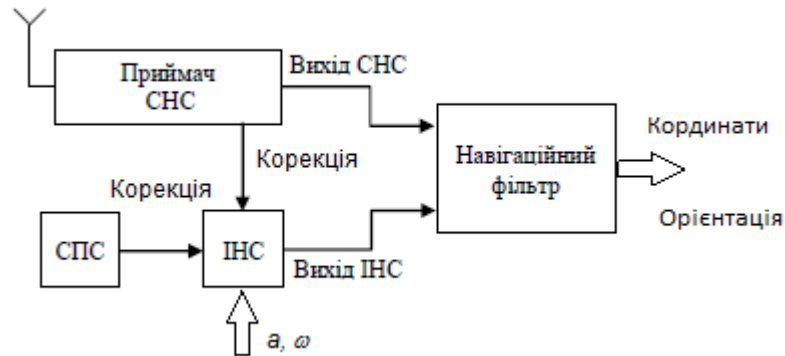 Приймач
СНС
Вихід СНС
Корекція
Корекція
СПС
ІНС
Вихід ІНС
a, ω
Навігаційний
фільтр
Кординати
Орієнтація